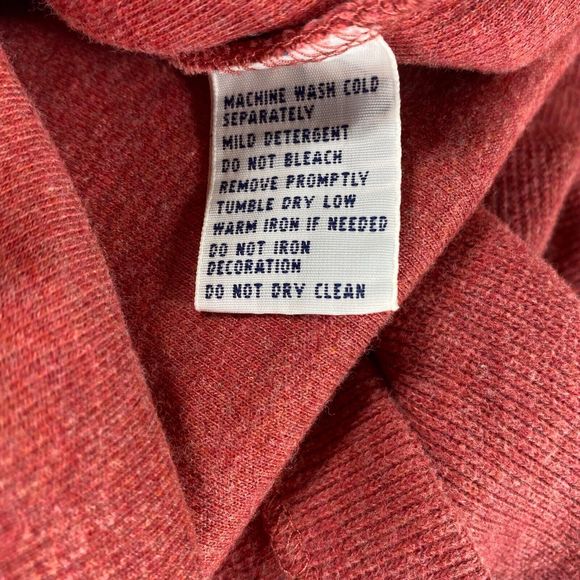 MACHINE WASH COLD
SEPARATELY
MILD DETERGENT
DO NOT BLEACH
REMOVE PROMPTLY
TUMBLE DRY LOW
WARM IRON IF NEEDED
DO NOT IRON
DECORATION
DO NOT DRY CLEAN